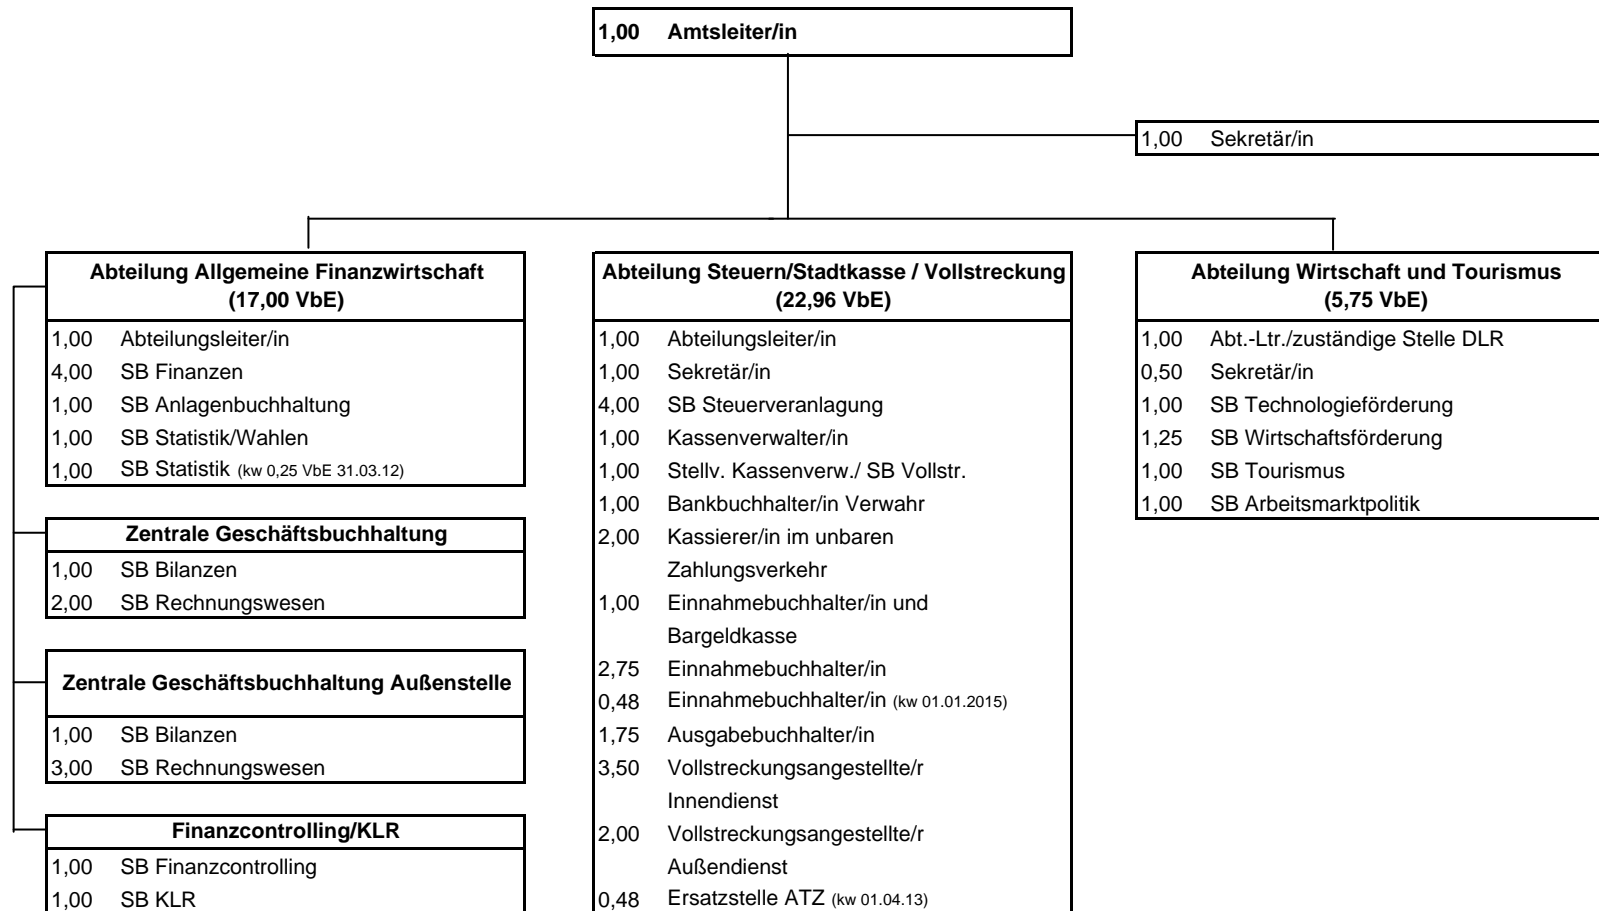 1,00 Amtsleiter/in
1,00 Sekretär/in
Abteilung Allgemeine Finanzwirtschaft
(17,00 VbE)
1,00 Abteilungsleiter/in
4,00 SB Finanzen
1,00 SB Anlagenbuchhaltung
1,00 SB Statistik/Wahlen
1,00 SB Statistik (kw 0,25 VbE 31.03.12)
Zentrale Geschäftsbuchhaltung
1,00 SB Bilanzen
2,00 SB Rechnungswesen
Zentrale Geschäftsbuchhaltung Außenstelle
1,00 SB Bilanzen
3,00 SB Rechnungswesen
Finanzcontrolling/KLR
1,00 SB Finanzcontrolling
1,00 SB KLR
Abteilung Steuern/Stadtkasse / Vollstreckung
(22,96 VbE)
1,00 Abteilungsleiter/in
1,00 Sekretär/in
4,00 SB Steuerveranlagung
1,00 Kassenverwalter/in
1,00 Stellv. Kassenverw./ SB Vollstr.
1,00 Bankbuchhalter/in Verwahr
2,00 Kassierer/in im unbaren
Zahlungsverkehr
1,00 Einnahmebuchhalter/in und
Bargeldkasse
2,75 Einnahmebuchhalter/in
0,48 Einnahmebuchhalter/in (kw 01.01.2015)
1,75 Ausgabebuchhalter/in
3,50 Vollstreckungsangestellte/r
Innendienst
2,00 Vollstreckungsangestellte/r
Außendienst
0,48 Ersatzstelle ATZ (kw 01.04.13)
Abteilung Wirtschaft und Tourismus
(5,75 VbE)
1,00 Abt.-Ltr./zuständige Stelle DLR
0,50 Sekretär/in
1,00 SB Technologieförderung
1,25 SB Wirtschaftsförderung
1,00 SB Tourismus
1,00 SB Arbeitsmarktpolitik